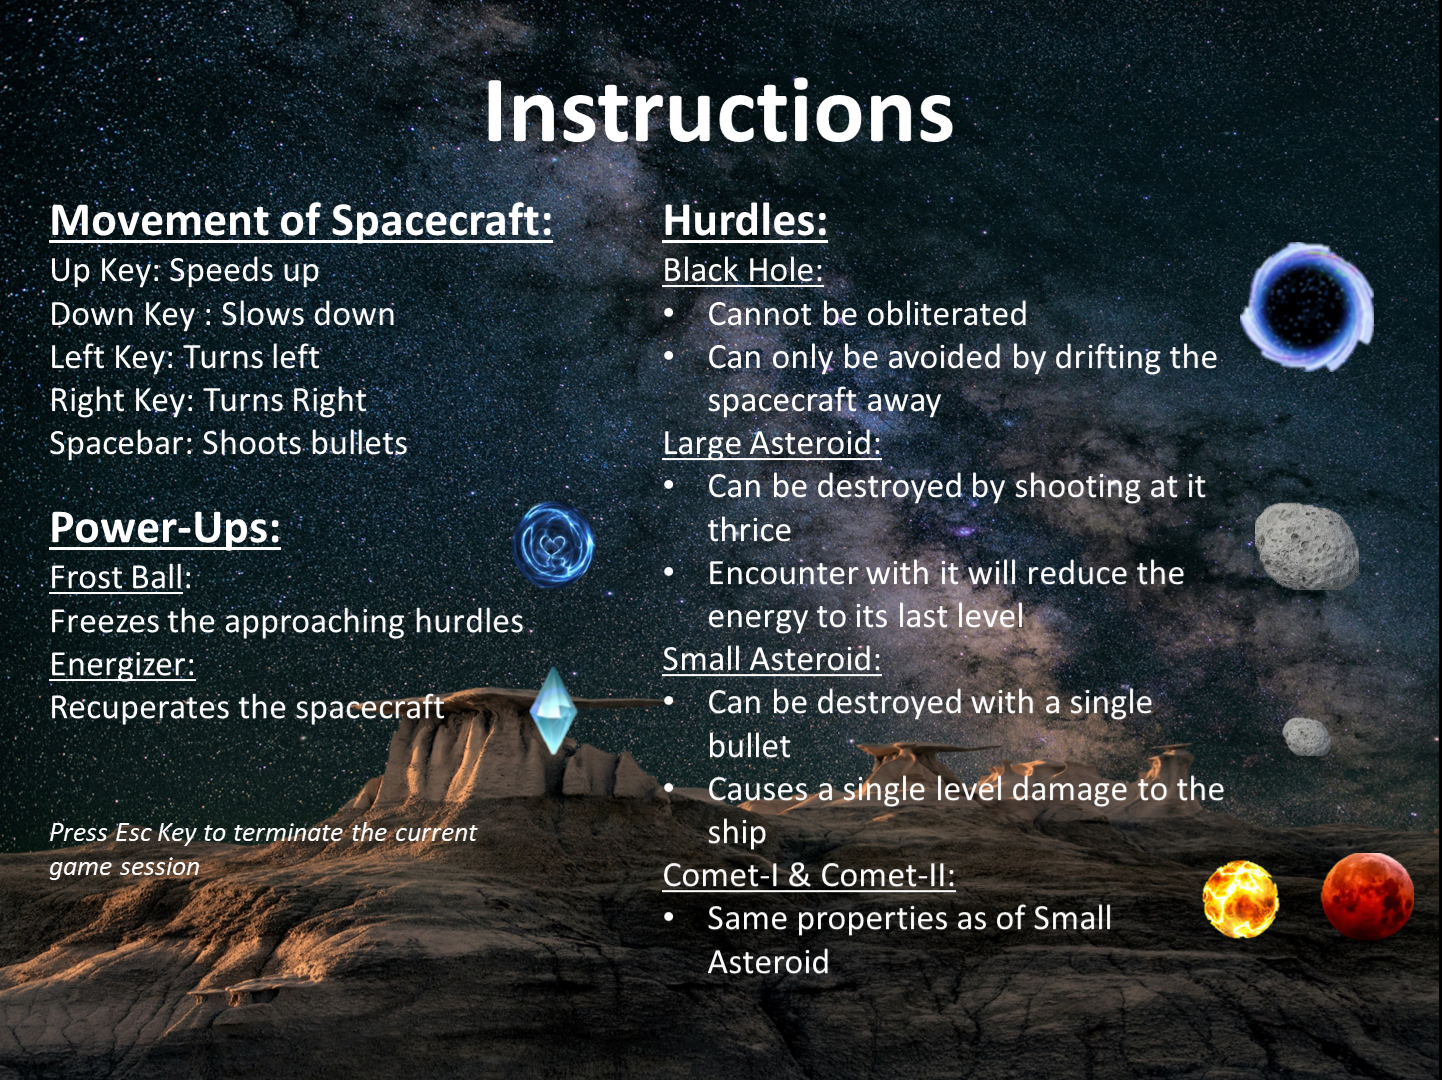 Instructions
Movement of Spacecraft:
Up Key: Speeds up
Down Key : Slows down
Left Key: Turns left
Right Key: Turns Right
Spacebar: Shoots bullets
Power-Ups:
Frost Ball:
Freezes the approaching hurdles
Energizer:
Recuperates the spacecraft
Press Esc Key to terminate the current
game session
Hurdles:
Black Hole:
• Cannot be obliterated
• Can only be avoided by drifting the
spacecraft away
Large Asteroid:
• Can be destroyed by shooting at it
thrice
• Encounter with it will reduce the
energy to its last level
Small Asteroid:
• Can be destroyed with a single
bullet
• Causes a single level damage to the
ship
Comet-I & Comet-II:
• Same properties as of Small
Asteroid